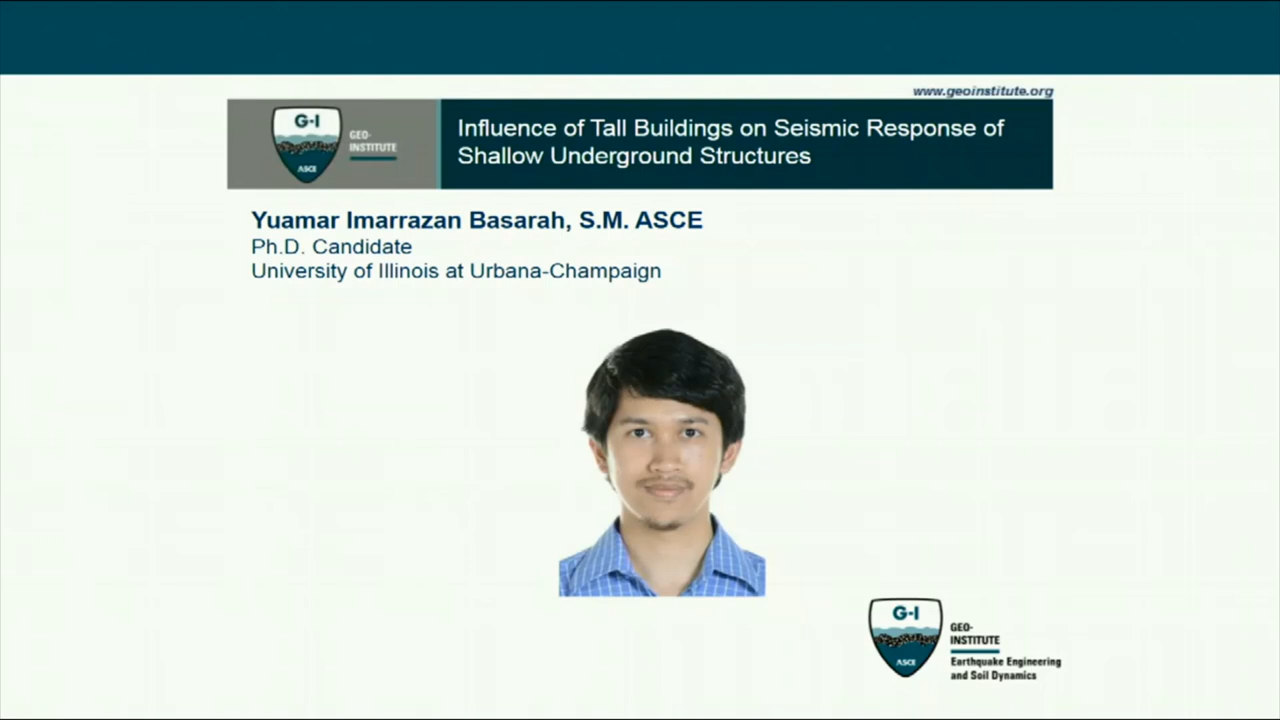 www.geoinstitute.org
G-I
ASCE
GEO-
INSTITUTE
Influence of Tall Buildings on Seismic Response of
Shallow Underground Structures
Yuamar Imarrazan Basarah, S.M. ASCE
Ph.D. Candidate
University of Illinois at Urbana-Champaign
G-I
ASCE
GEO-
INSTITUTE
Earthquake Engineering
and Soil Dynamics